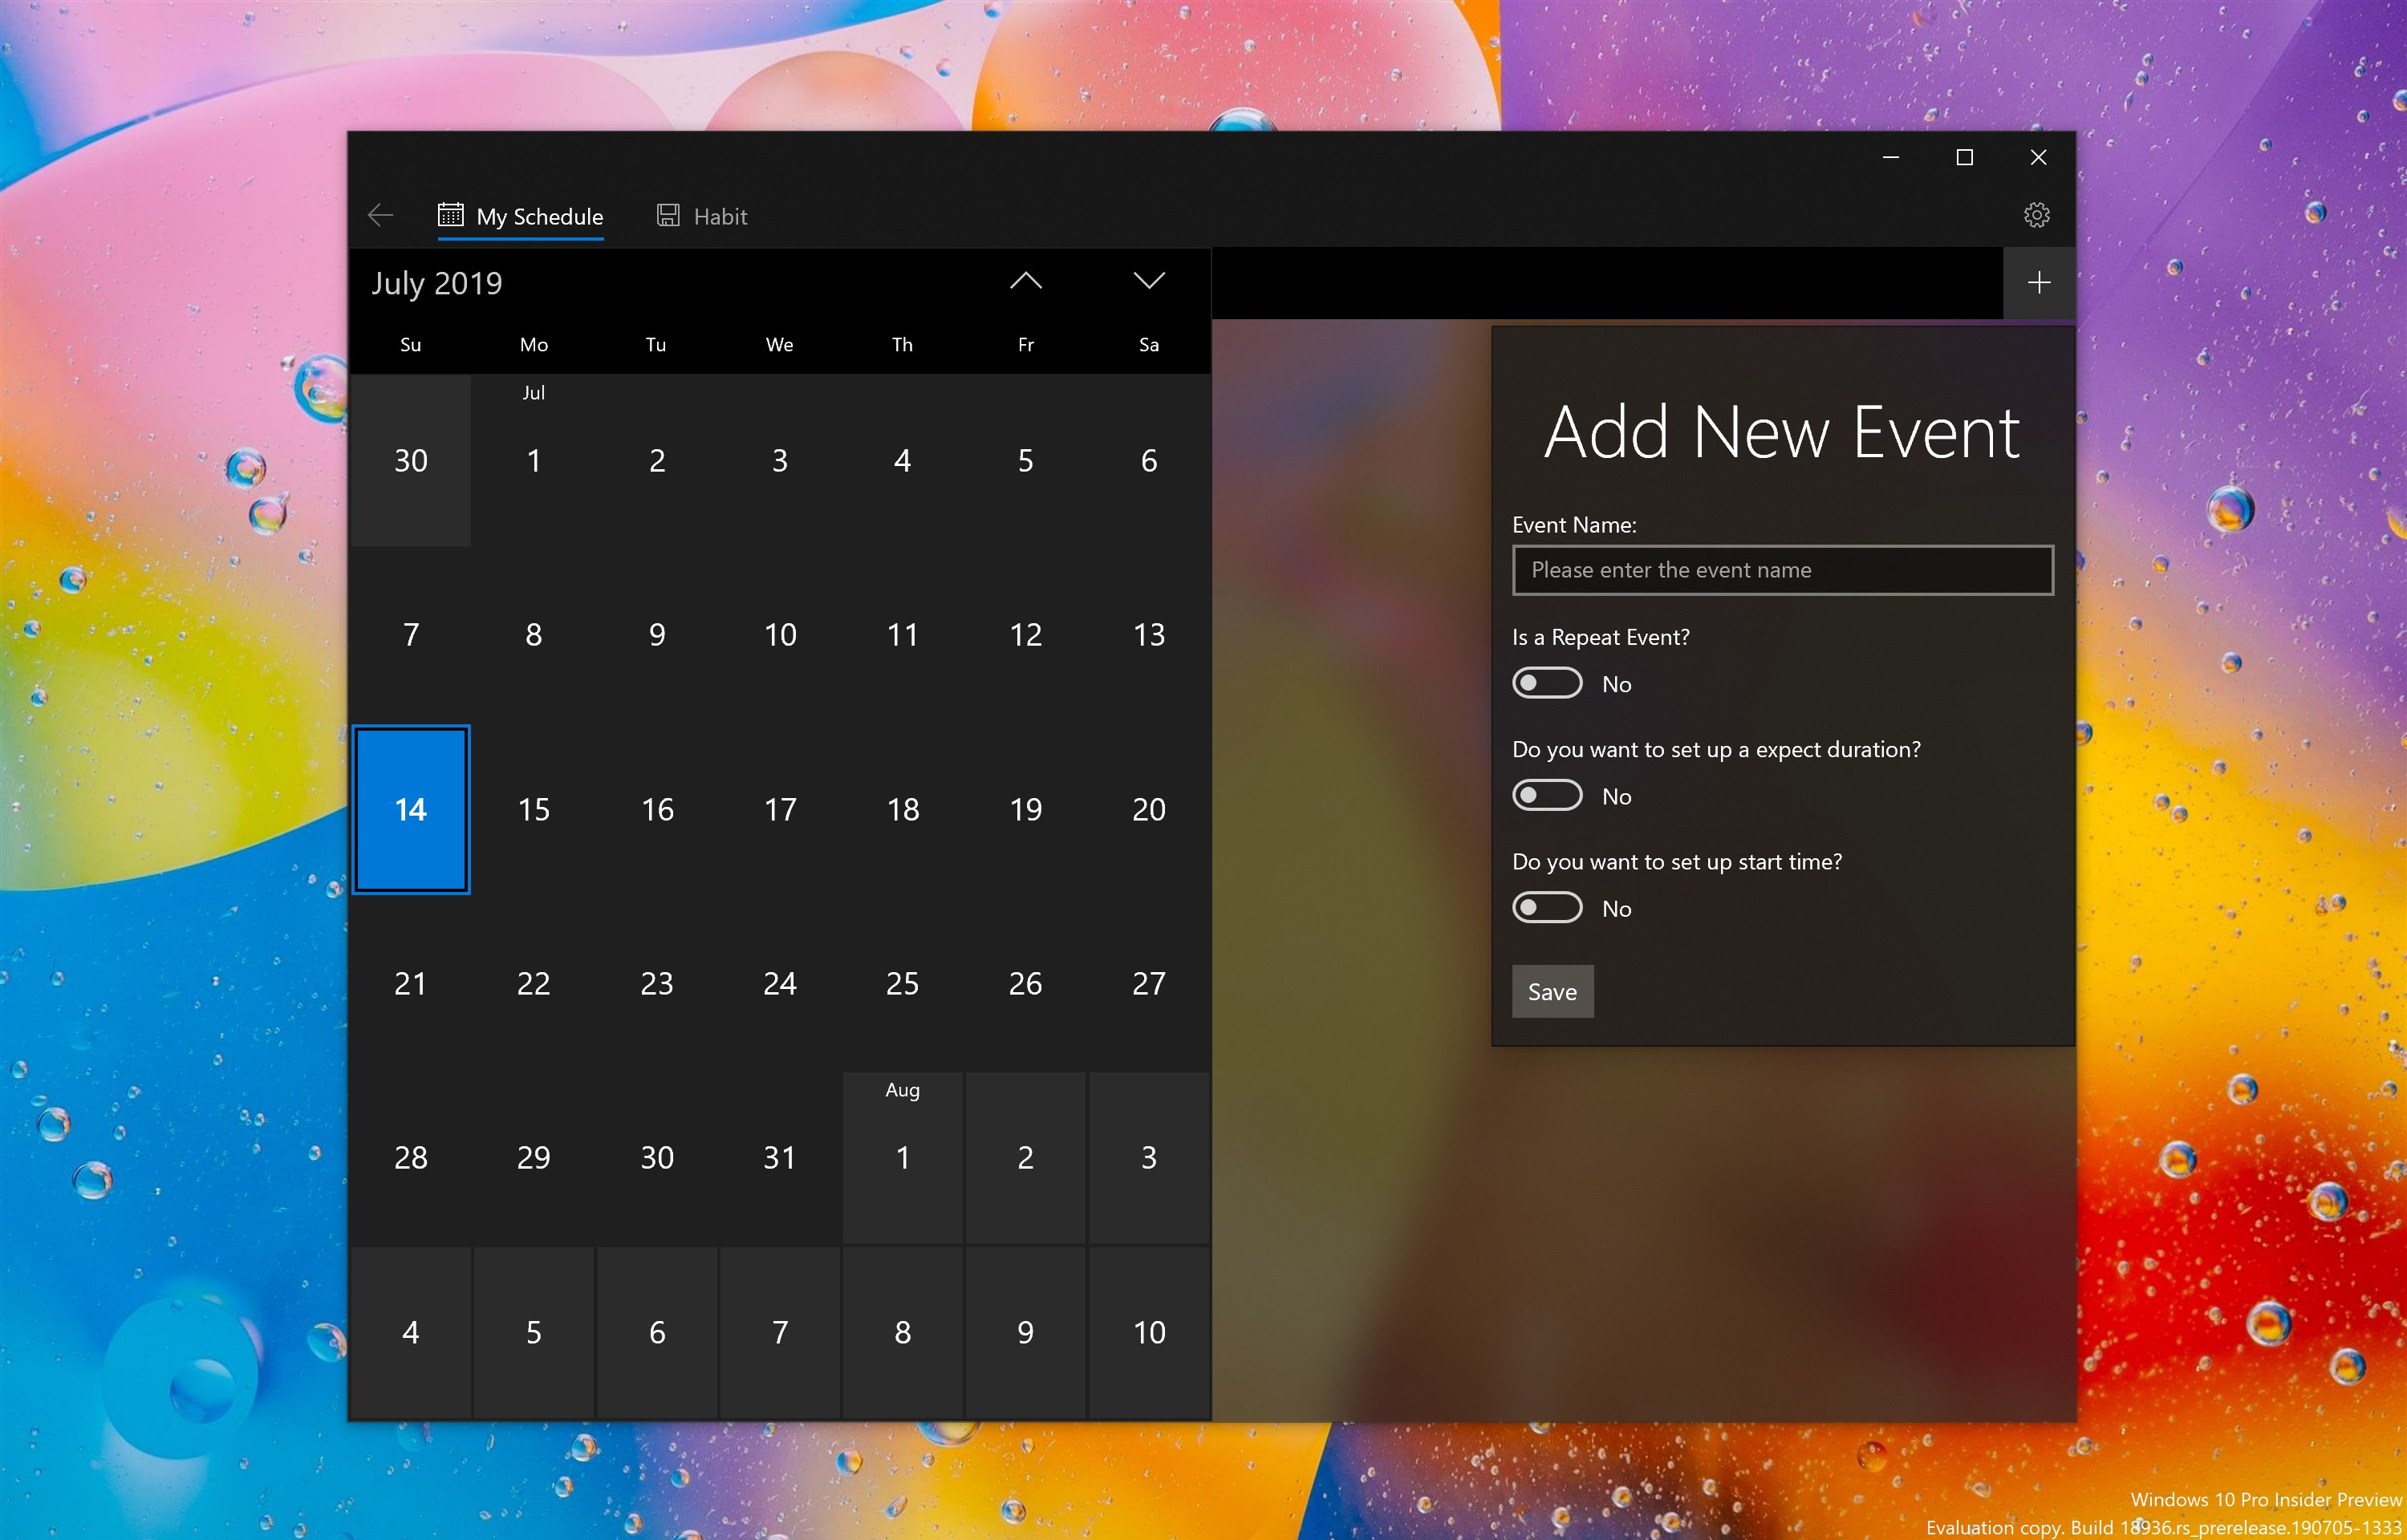 My Schedule
Habit
July 2019
Su Mo Tu We Th Fr Sa
Jul
30 1 2 3 4 5 6
7 8 9 10 11 12 13
14 15 16 17 18 19 20
21 22 23 24 25 26 27
Aug
28 29 30 31 1 2 3
4 5 6 7 8 9 10
Add New Event
Event Name:
Please enter the event name
Is a Repeat Event?
No
Do you want to set up a expect duration?
No
Do you want to set up start time?
No
Save
Windows 10 Pro Insider Preview
Evaluation copy. Build 18936.rs_prerelease.190705-1333